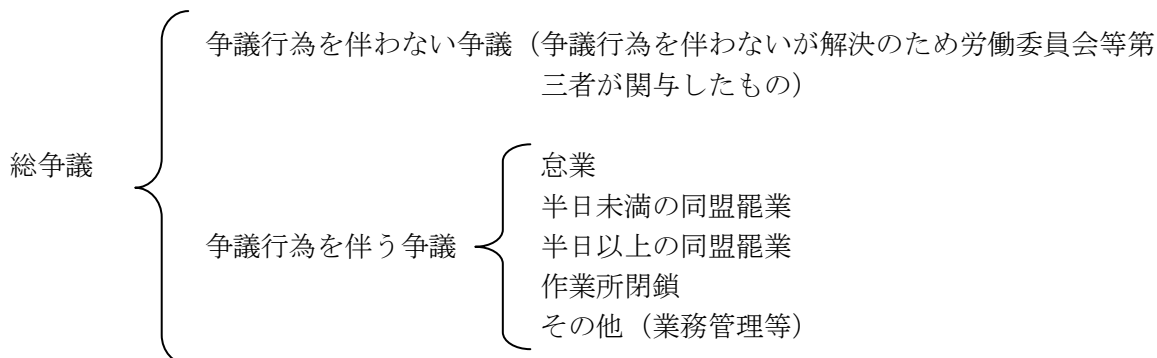 争議行為を伴わない争議(争議行為を伴わないが解決のため労働委員会等第
三者が関与したもの)
総争議
争議行為を伴う争議
怠業
半日未満の同盟罷業
半日以上の同盟罷業
作業所閉鎖
その他(業務管理等)